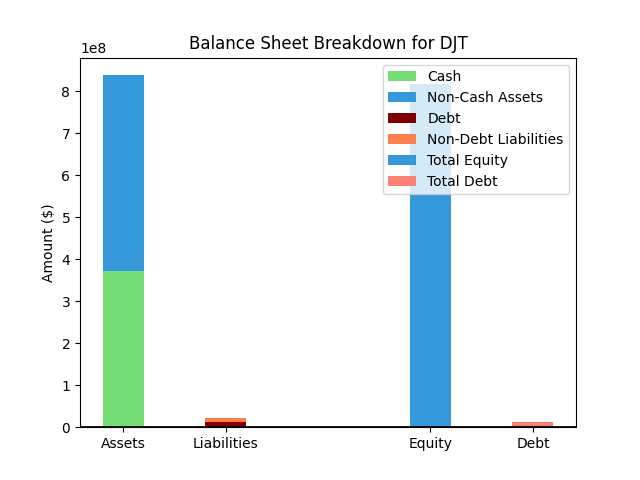 Balance Sheet Breakdown for DJT
1e8
Cash
Non-Cash Assets
Debt
Non-Debt Liabilities
Total Equity
Total Debt
Amount ($)
8
7
6
5
4
3
2
1
0
Assets
Liabilities
Equity
Debt